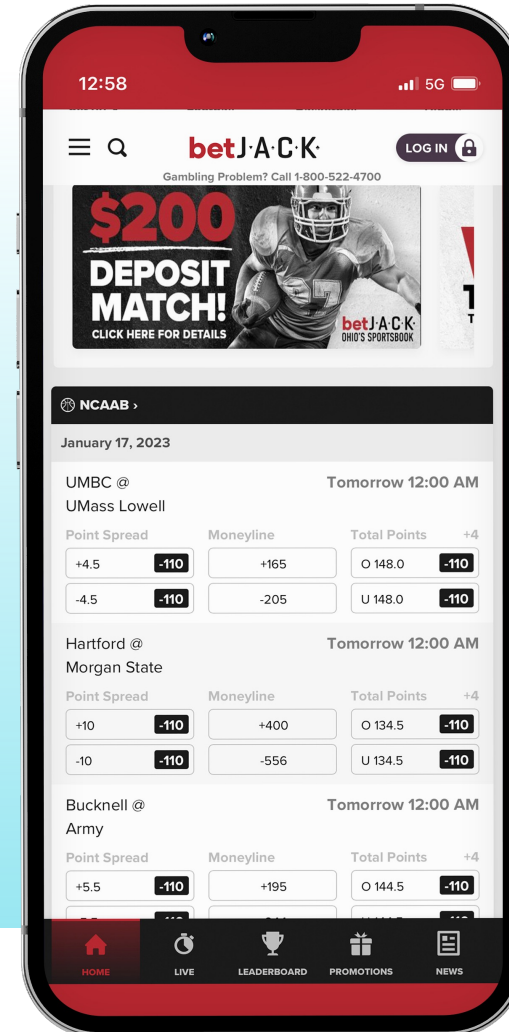 12:58
5G
betJ·A·C·K·
LOG IN
Gambling Problem? Call 1-800-522-4700
$200
DEPOSIT
MATCH!
CLICK HERE FOR DETAILS
betJ·A·C·K·
OHIO'S SPORTSBOOK
NCAAB ›
January 17, 2023
UMBC @
UMass Lowell
Tomorrow 12:00 AM
Point Spread Moneyline Total Points +4
+4.5 -110 +165 O 148.0 -110
-4.5 -110 -205 U 148.0 -110
Hartford @
Morgan State
Tomorrow 12:00 AM
Point Spread Moneyline Total Points +4
+10 -110 +400 O 134.5 -110
-10 -110 -556 U 134.5 -110
Bucknell @
Army
Tomorrow 12:00 AM
Point Spread Moneyline Total Points +4
+5.5 -110 +195 O 144.5 -110
HOME LIVE LEADERBOARD PROMOTIONS NEWS